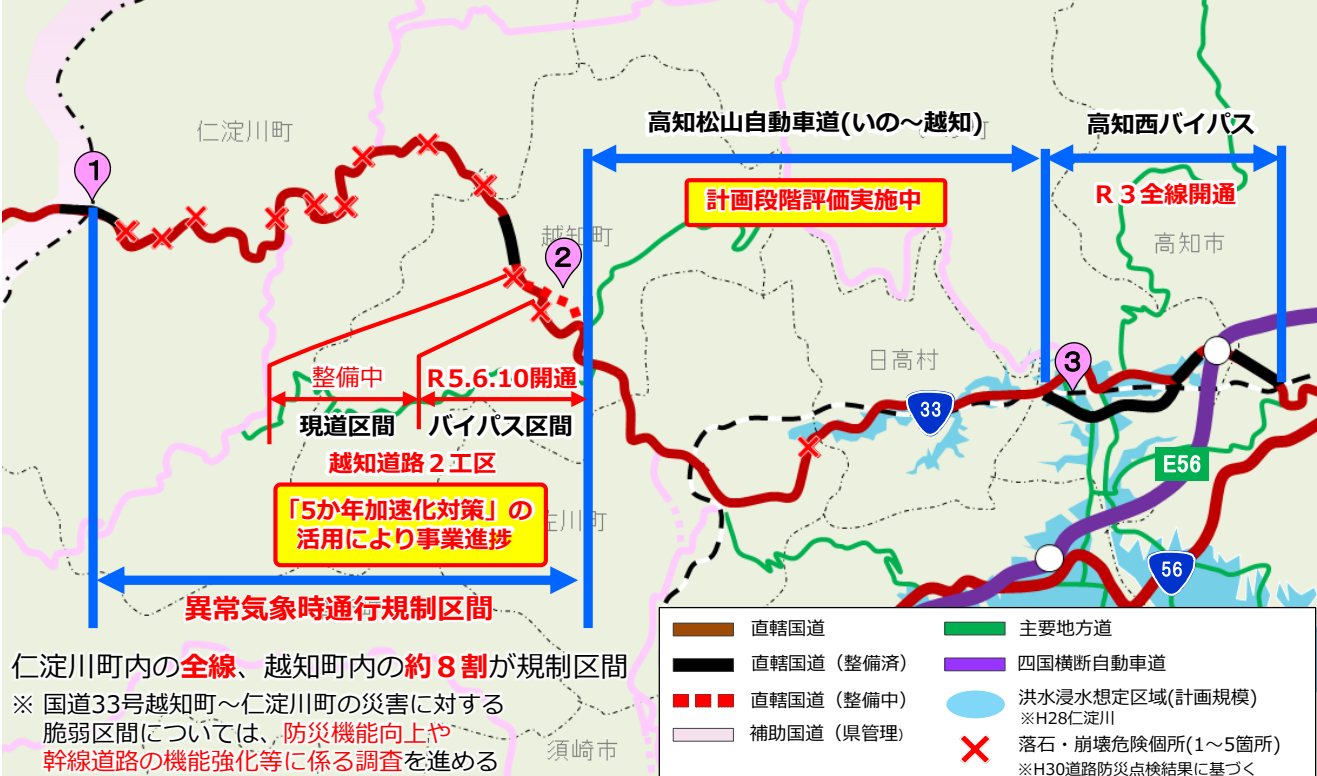 仁淀川町
高知松山自動車道(いの～越知)
町
高知西バイパス
1
計画段階評価実施中
R３全線開通
越知町
高知市
2
日高村
3
整備中
R5.6.10開通
33
現道区間
バイパス区間
越知道路２工区
E56
「5か年加速化対策」の
活用により事業進捗
佐川町
56
異常気象時通行規制区間
仁淀川町内の全線、越知町内の約８割が規制区間
※ 国道33号越知町～仁淀川町の災害に対する
脆弱区間については、防災機能向上や
幹線道路の機能強化等に係る調査を進める
須崎市
直轄国道
直轄国道（整備済）
直轄国道（整備中）
補助国道（県管理）
主要地方道
四国横断自動車道
洪水浸水想定区域(計画規模)
※H28仁淀川
落石・崩壊危険個所(1～5箇所)
※H30道路防災点検結果に基づく